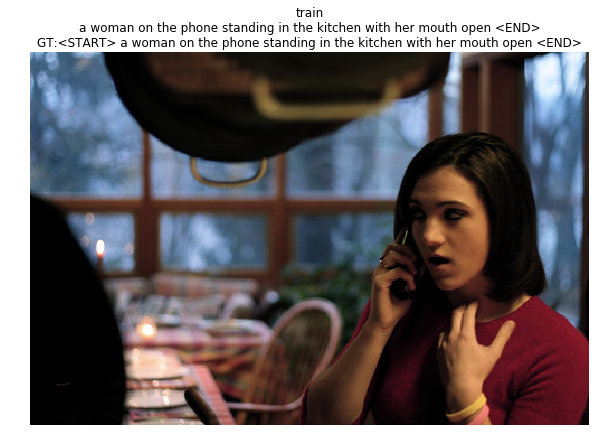 train
a woman on the phone standing in the kitchen with her mouth open <END>
GT:<START> a woman on the phone standing in the kitchen with her mouth open <END>